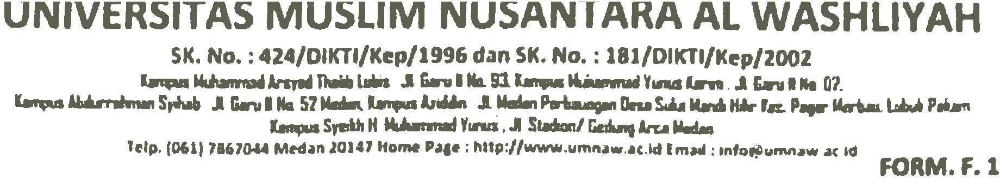 UNIVERSITAS MUSLIM NUSANTARA AL WASHLIYAH
SK. No. : 424/DIKTI/Kep/1996 dan SK. No. : 181/DIKTI/Kep/2002
Kampus Muhammad Arsyad Thalib Lubis Jl Garu II No. 93 Kampus Muhammad Yunus Karim , Jl Garu II No 07.
Kampus Abdurrahman Syihab Jl Garu II No. 52 Medan, Kampus Aziddin Jl. Medan Perbaungan Desa Suka Mandi Hilir Kec. Pagar Merbau Lubuk Pakam
Kampus Syeikh H Muhammad Yunus , Jl Stadion/ Gedung Arca Medan
Telp. (061) 7867044 Medan 20147 Home Page : http://www.umnaw.ac.id Email : info@umnaw ac id
FORM. F. 1